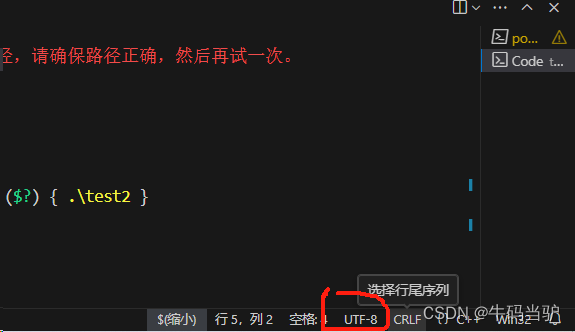 po...
径，请确保路径正确，然后再试一次。
Code t...
($?) { .\test2 }
选择行尾序列
$(缩小) 行 5，列 2 空格: 4 UTF-8 CRLF {} C++ Win32
CSDN @牛码当驴